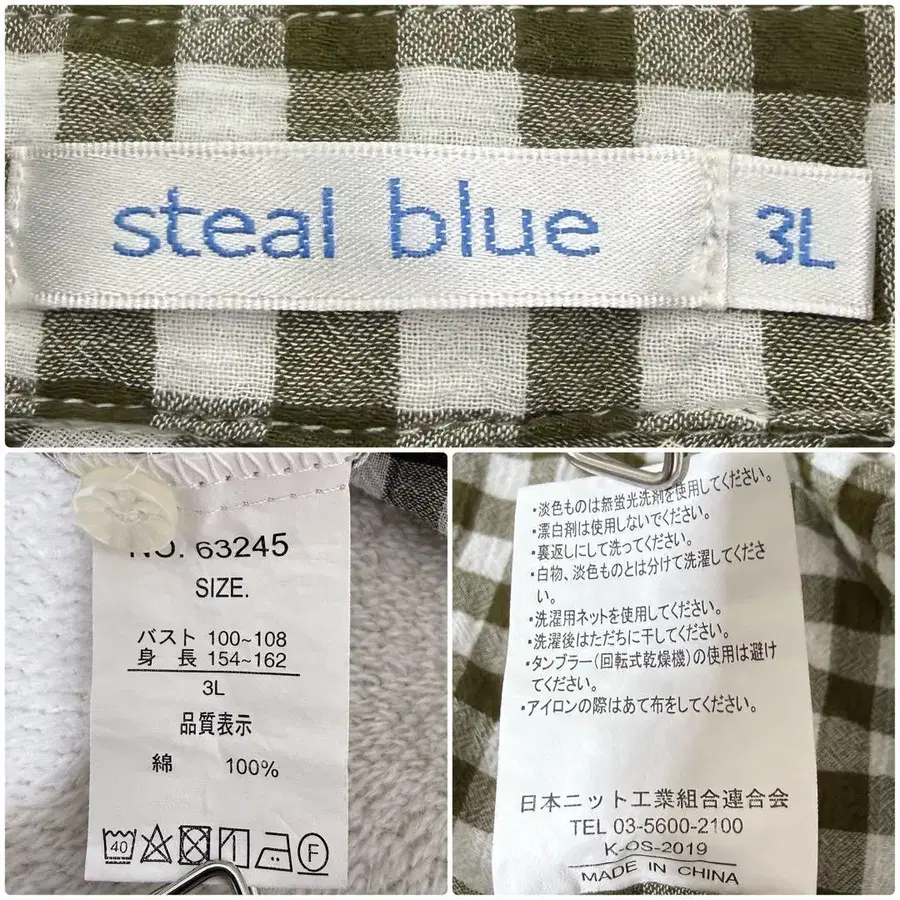 steal blue
3L
NO. 63245
SIZE.
バスト 100~108
身 長 154~162
3L
品質表示
綿 100%
40
F
・淡色ものは無蛍光洗剤を使用してください。
・漂白剤は使用しないでください。
・裏返しにして洗ってください。
・白物、淡色ものとは分けて洗濯してくださ
い。
・洗濯用ネットを使用してください。
・洗濯後はただちに干してください。
・タンブラー(回転式乾燥機)の使用は避け
てください。
・アイロンの際はあて布をしてください。
日本ニット工業組合連合会
TEL 03-5600-2100
K-OS-2019
MADE IN CHINA